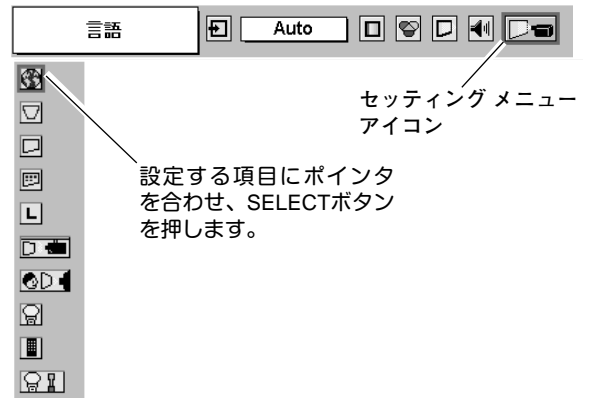 言語
Auto
セッティング メニュー
アイコン
設定する項目にポインタ
を合わせ、SELECTボタン
を押します。
L